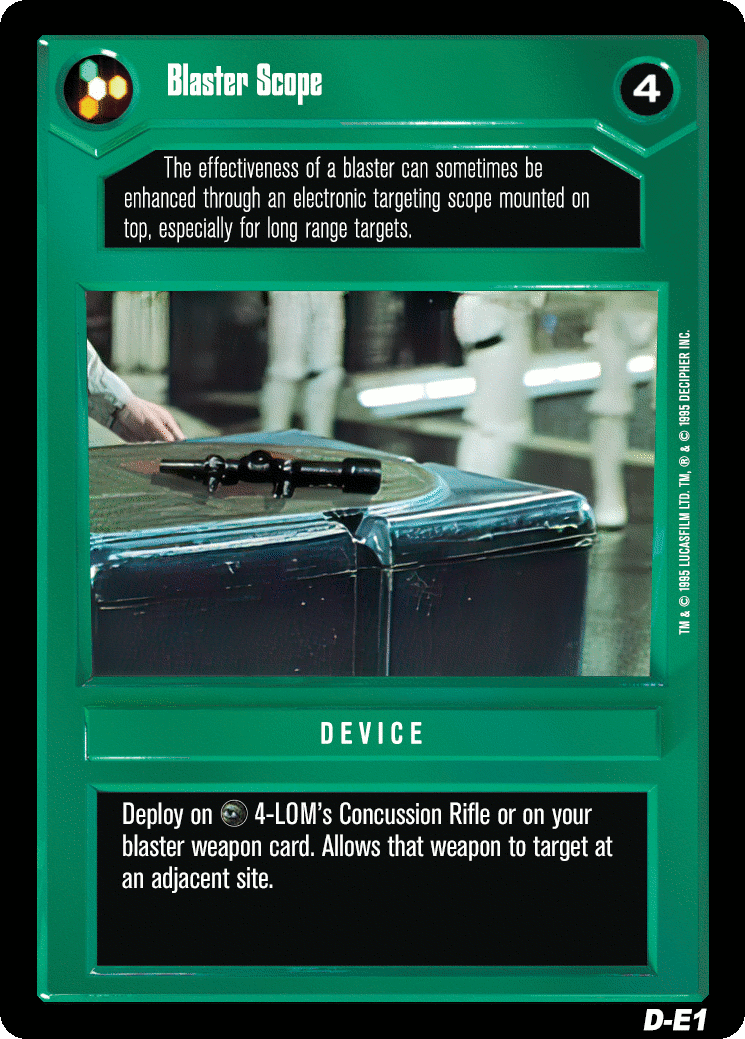 Blaster Scope
4
The effectiveness of a blaster can sometimes be
enhanced through an electronic targeting scope mounted on
top, especially for long range targets.
TM & © 1995 LUCASFILM LTD. TM, ® & © 1995 DECIPHER INC.
DEVICE
Deploy on 4-LOM's Concussion Rifle or on your
blaster weapon card. Allows that weapon to target at
an adjacent site.
D-E1